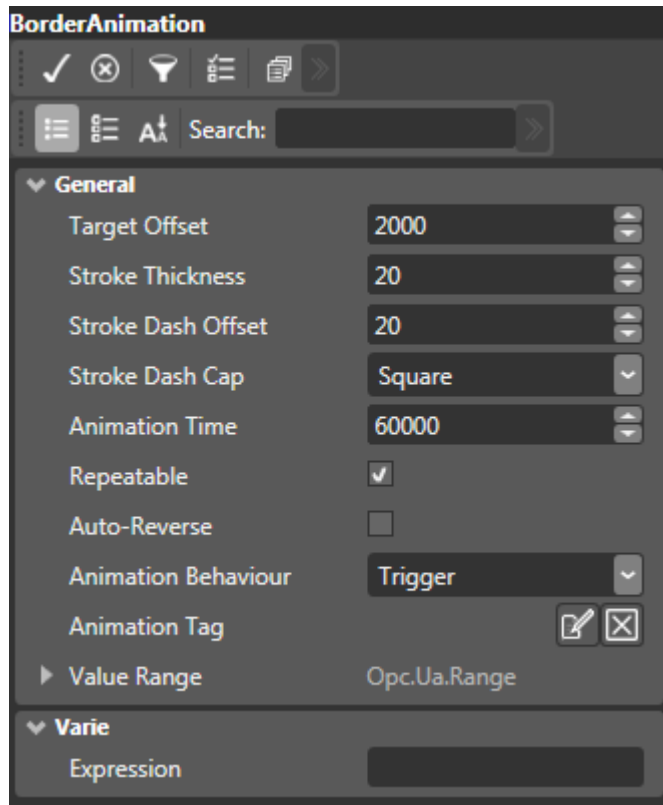 BorderAnimation
Search:
General
Target Offset 2000
Stroke Thickness 20
Stroke Dash Offset 20
Stroke Dash Cap Square
Animation Time 60000
Repeatable
Auto-Reverse
Animation Behaviour Trigger
Animation Tag
Value Range Opc.Ua.Range
Varie
Expression